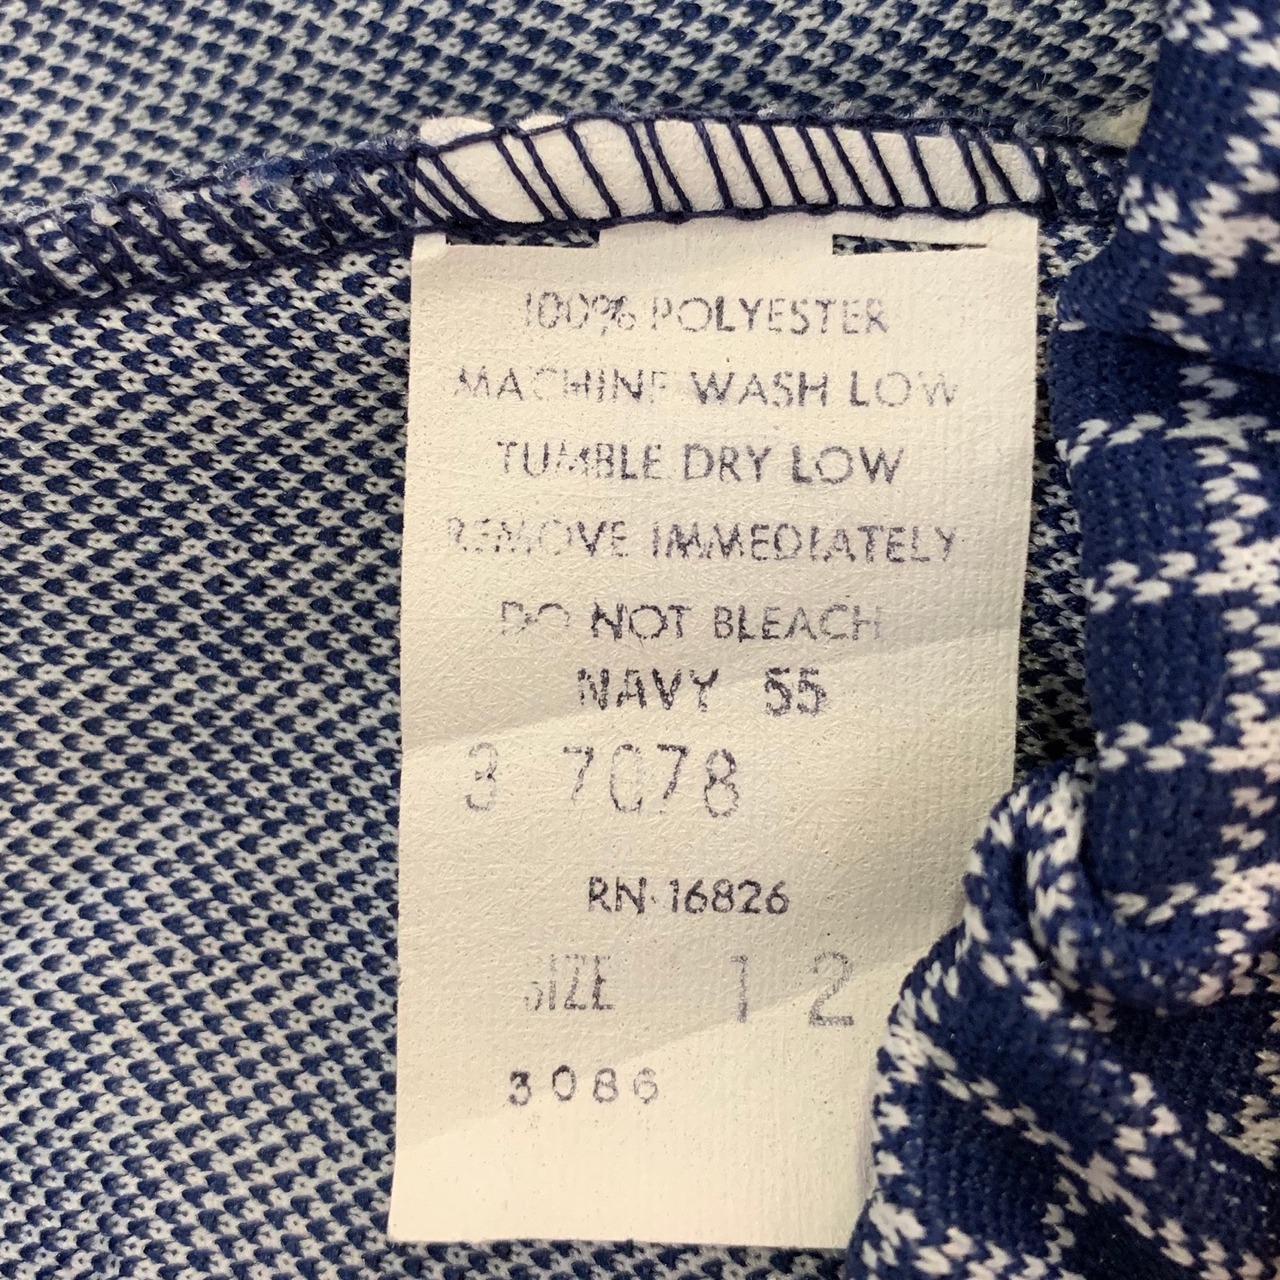 100% POLYESTER
MACHINE WASH LOW
TUMBLE DRY LOW
REMOVE IMMEDIATELY
DO NOT BLEACH
NAVY 55
3 7078
RN 16826
SIZE 12
3086